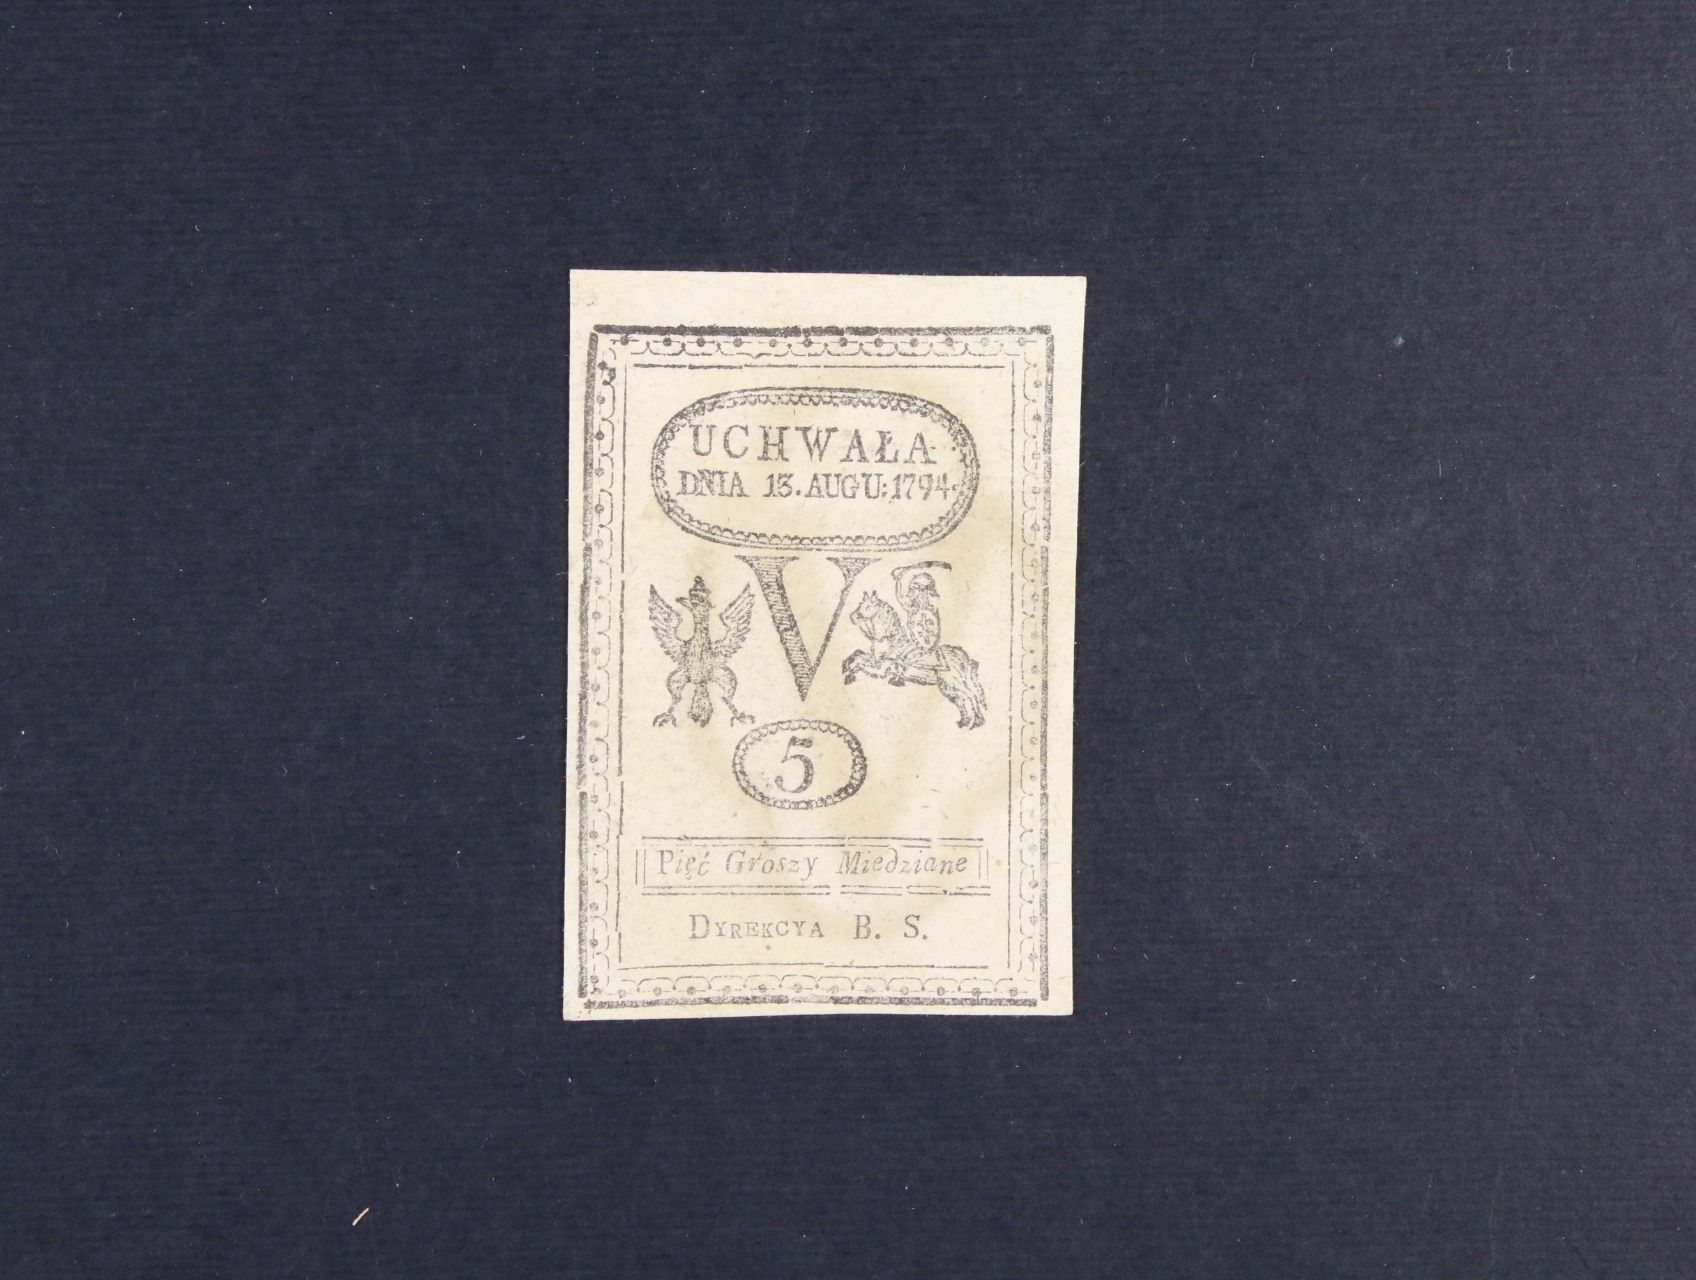 UCHWAŁA
DNIA 13. AUGU: 1794.
V
5
Pięć Groszy Miedziane
DYREKCYA B. S.